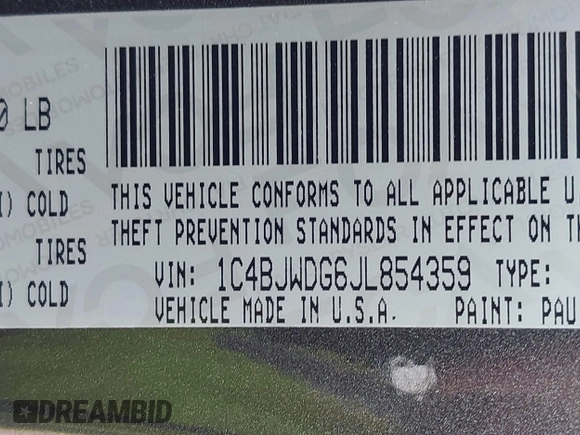 0 LB
TIRES
I) COLD
TIRES
I) COLD
THIS VEHICLE CONFORMS TO ALL APPLICABLE U
THEFT PREVENTION STANDARDS IN EFFECT ON TH
VIN: 1C4BJWDG6JL854359 TYPE:
VEHICLE MADE IN U.S.A. PAINT: PAU
DREAMBID